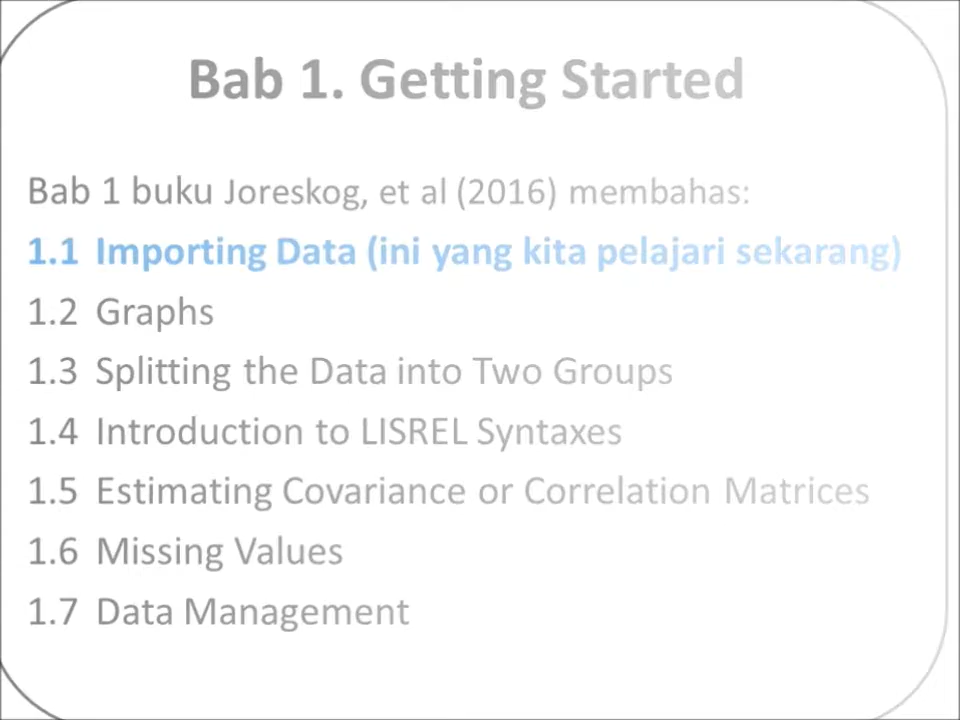 Bab 1. Getting Started
Bab 1 buku Joreskog, et al (2016) membahas:
1.1 Importing Data (ini yang kita pelajari sekarang)
1.2 Graphs
1.3 Splitting the Data into Two Groups
1.4 Introduction to LISREL Syntaxes
1.5 Estimating Covariance or Correlation Matrices
1.6 Missing Values
1.7 Data Management